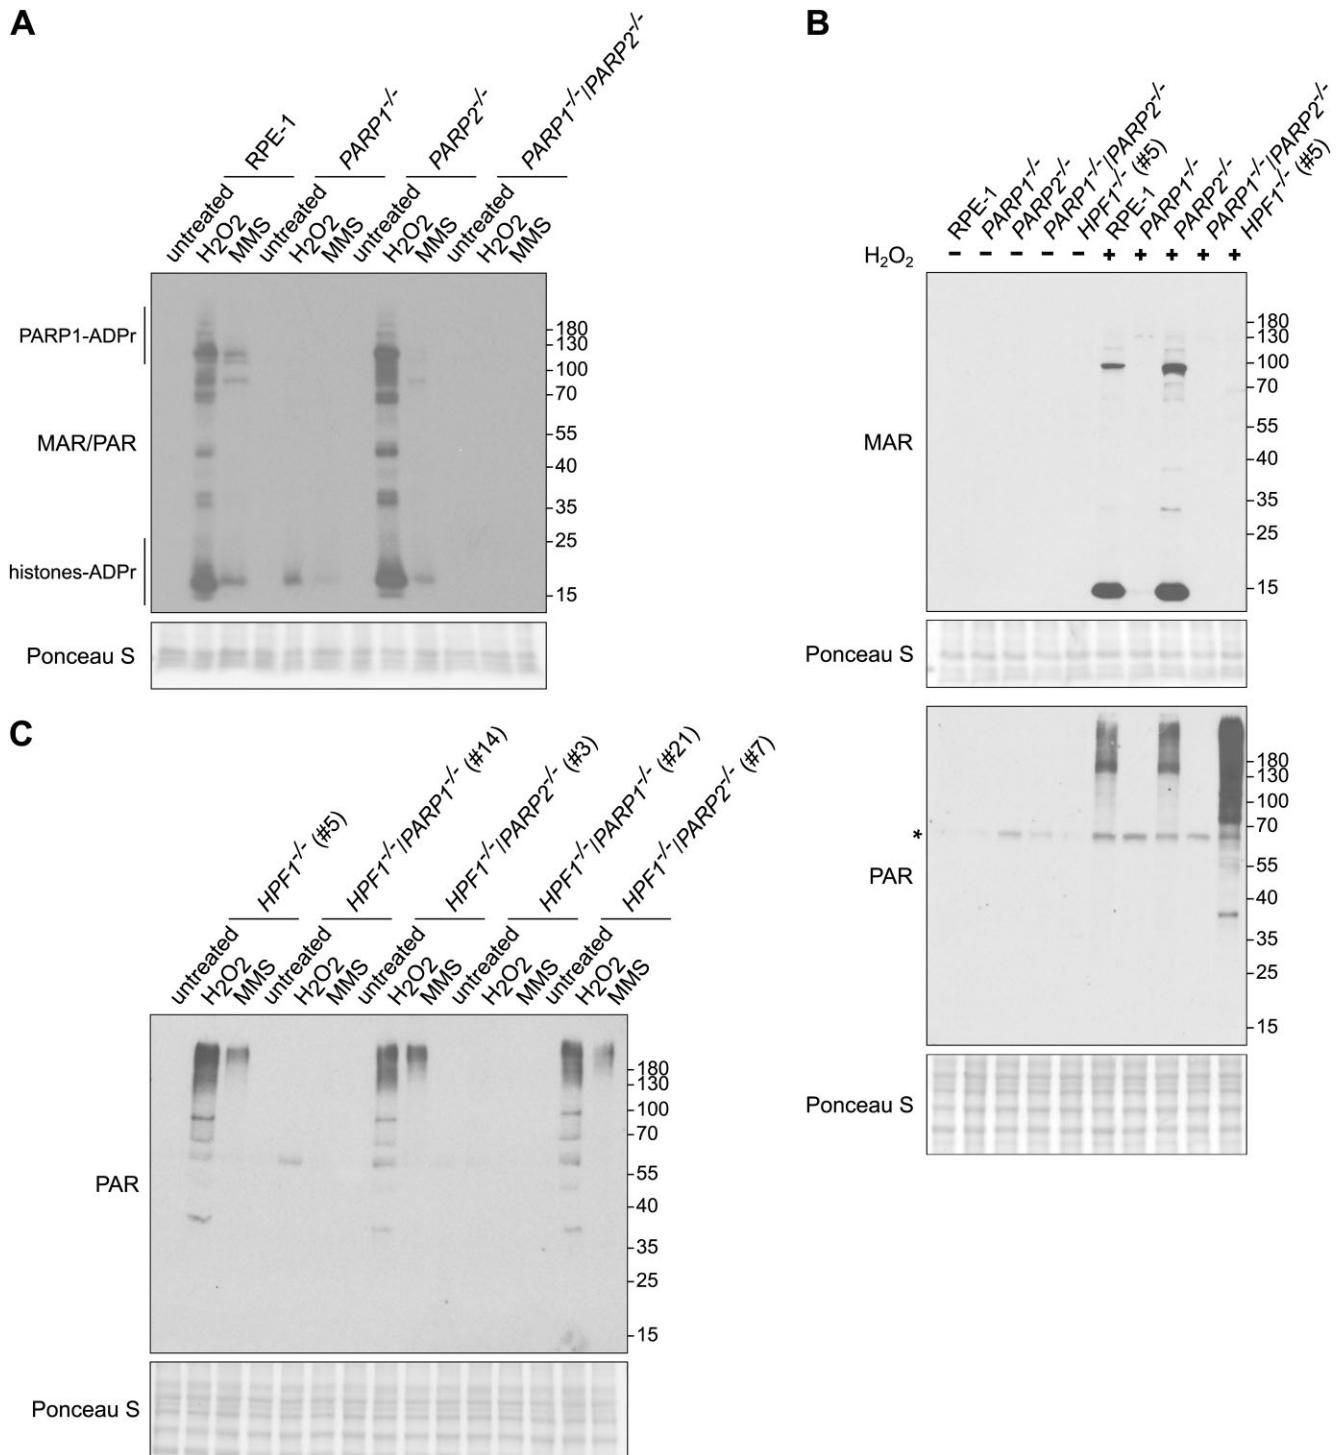 A
RPE-1
PARP1-/-
PARP2-/-
PARP1-/-/PARP2-/-
untreated
H2O2
MMS
untreated
H2O2
MMS
untreated
H2O2
MMS
untreated
H2O2
MMS
PARP1-ADPr
MAR/PAR
histones-ADPr
180
130
100
70
55
40
35
25
15
Ponceau S
B
RPE-1
PARP1-/-
PARP2-/-
PARP1-/-/PARP2-/-
HPF1-/- (#5)
RPE-1
PARP1-/-
PARP2-/-
PARP1-/-/PARP2-/-
HPF1-/- (#5)
H2O2 - - - - - + + + + +
MAR
180
130
100
70
55
40
35
25
15
Ponceau S
*
PAR
180
130
100
70
55
40
35
25
15
Ponceau S
C
HPF1-/- (#5)
HPF1-/-/PARP1-/- (#14)
HPF1-/-/PARP2-/- (#3)
HPF1-/-/PARP1-/- (#21)
HPF1-/-/PARP2-/- (#7)
untreated
H2O2
MMS
untreated
H2O2
MMS
untreated
H2O2
MMS
untreated
H2O2
MMS
untreated
H2O2
MMS
PAR
180
130
100
70
55
40
35
25
15
Ponceau S